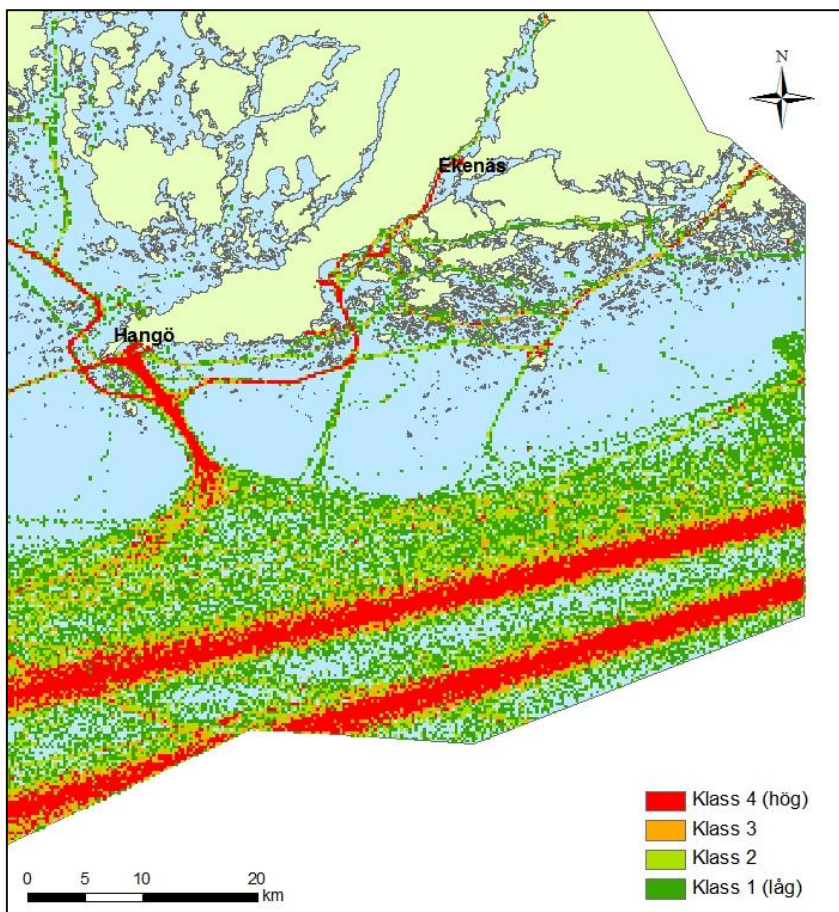 N
Ekenäs
Hangö
Klass 4 (hög)
Klass 3
Klass 2
Klass 1 (låg)
0 5 10 20
km